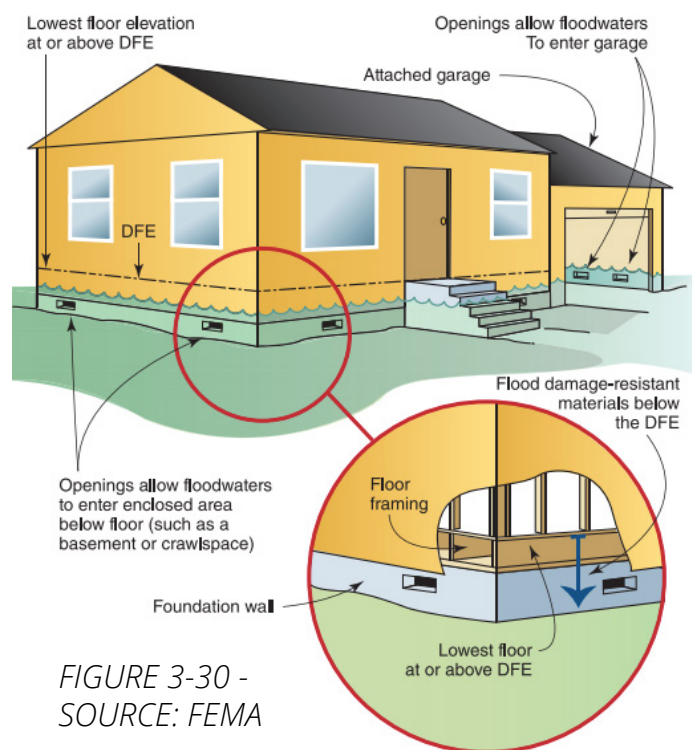 Lowest floor elevation
at or above DFE
Openings allow floodwaters
To enter garage
Attached garage
DFE
Flood damage-resistant
materials below
the DFE
Openings allow floodwaters
to enter enclosed area
below floor (such as a
basement or crawlspace)
Floor
framing
Foundation wall
Lowest floor
at or above DFE
FIGURE 3-30 -
SOURCE: FEMA